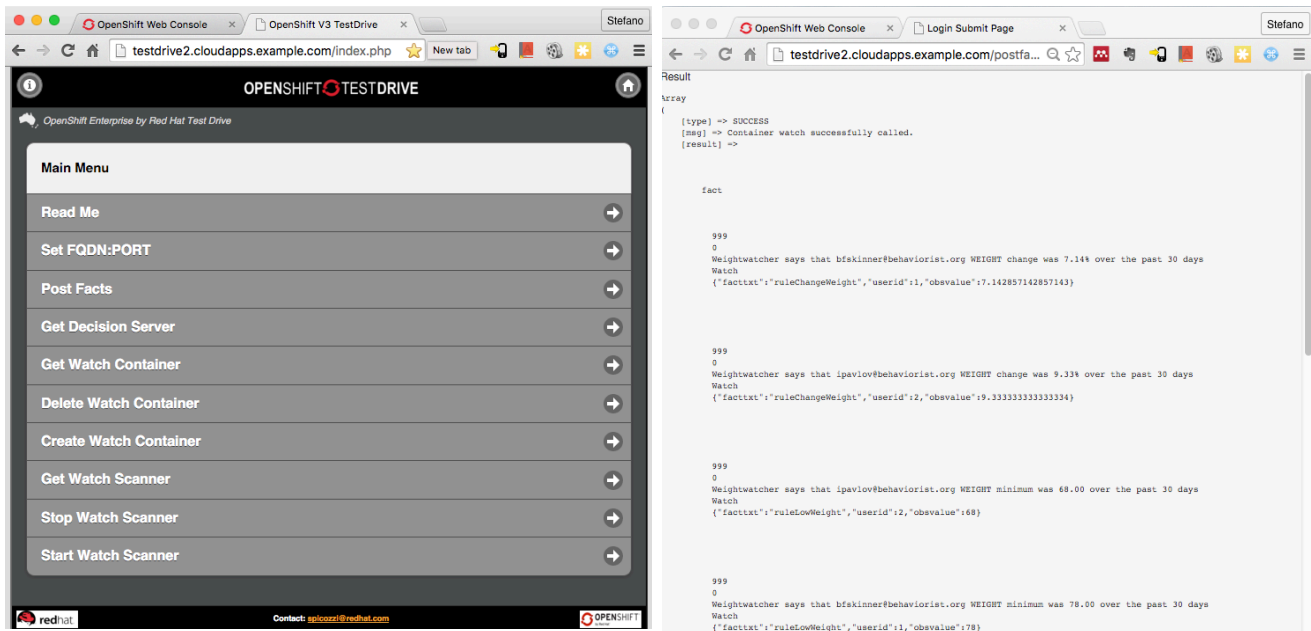 OpenShift Web Console
OpenShift V3 TestDrive
Stefano
testdrive2.cloudapps.example.com/index.php
New tab
OPENSHIFT TESTDRIVE
OpenShift Enterprise by Red Hat Test Drive
Main Menu
Read Me
Set FQDN:PORT
Post Facts
Get Decision Server
Get Watch Container
Delete Watch Container
Create Watch Container
Get Watch Scanner
Stop Watch Scanner
Start Watch Scanner
redhat
Contact: spicozzi@redhat.com
OPENSHIFT
OpenShift Web Console
Login Submit Page
Stefano
testdrive2.cloudapps.example.com/postfa...
Result
Array
(
[type] => SUCCESS
[msg] => Container watch successfully called.
[result] =>
fact
999
0
Weightwatcher says that bfskinner@behaviorist.org WEIGHT change was 7.14% over the past 30 days
Watch
{"facttxt":"ruleChangeWeight","userid":1,"obsvalue":7.142857142857143}
999
0
Weightwatcher says that ipavlov@behaviorist.org WEIGHT change was 9.33% over the past 30 days
Watch
{"facttxt":"ruleChangeWeight","userid":2,"obsvalue":9.333333333333334}
999
0
Weightwatcher says that ipavlov@behaviorist.org WEIGHT minimum was 68.00 over the past 30 days
Watch
{"facttxt":"ruleLowWeight","userid":2,"obsvalue":68}
999
0
Weightwatcher says that bfskinner@behaviorist.org WEIGHT minimum was 78.00 over the past 30 days
Watch
{"facttxt":"ruleLowWeight","userid":1,"obsvalue":78}